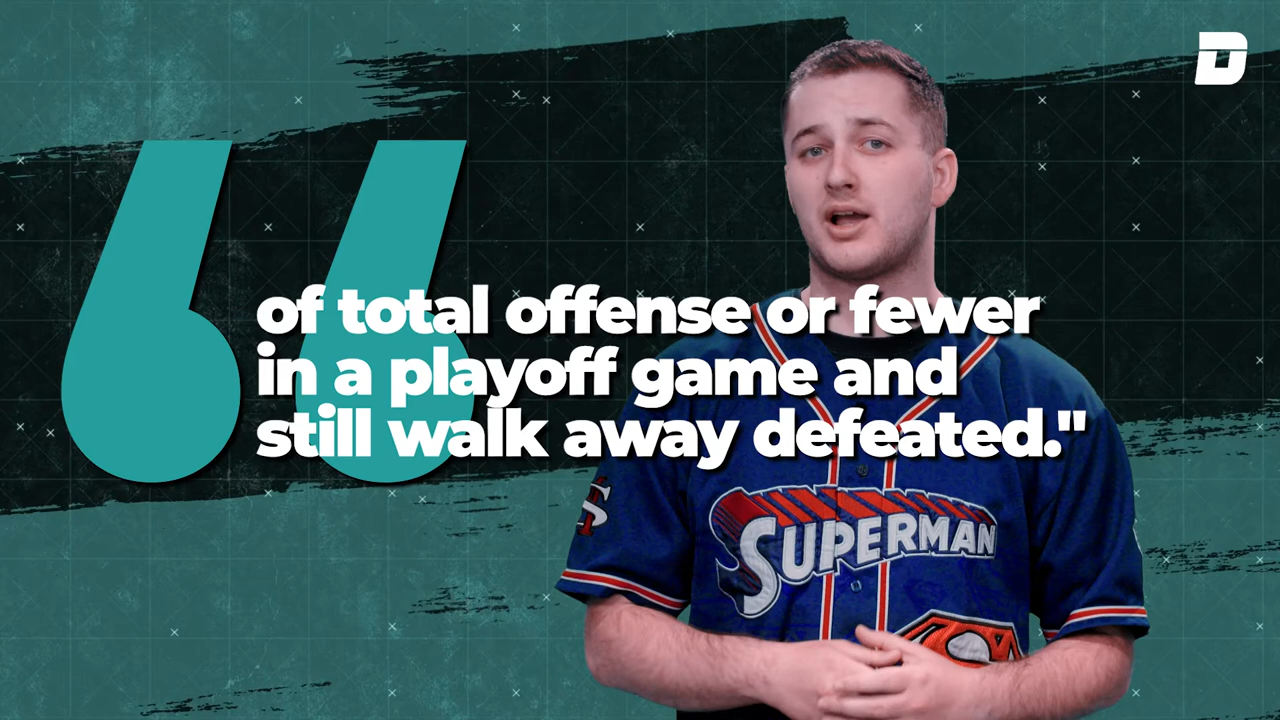 D
of total offense or fewer
in a playoff game and
still walk away defeated."
SUPERMAN